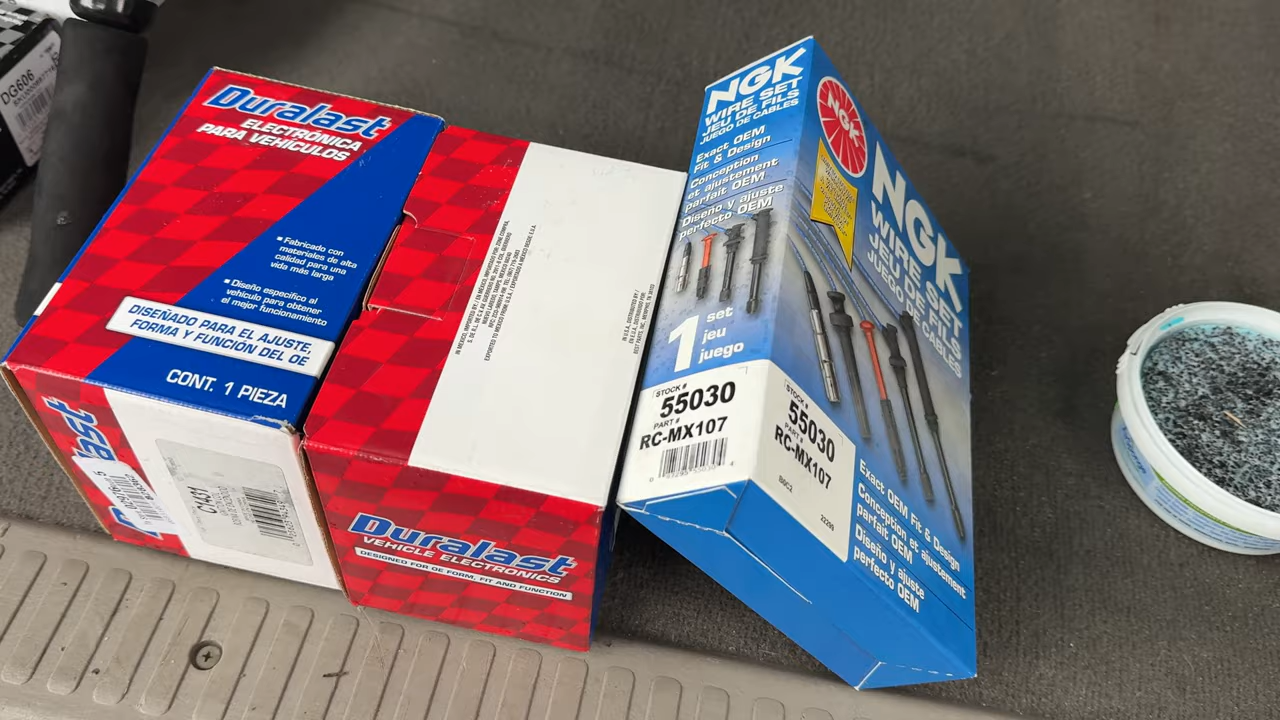 DG606
Duralast
ELECTRÓNICA
PARA VEHÍCULOS
Fabricado con
materiales de alta
calidad para una
vida más larga
Diseño específico al
vehículo para obtener
el mejor funcionamiento
DISEÑADO PARA EL AJUSTE,
FORMA Y FUNCIÓN DEL OE
CONT. 1 PIEZA
C1431
Duralast
VEHICLE ELECTRONICS
DESIGNED FOR OE FORM, FIT AND FUNCTION
NGK
WIRE SET
JEU DE FILS
JUEGO DE CABLES
Exact OEM
Fit & Design
Conception
et ajustement
parfait OEM
Diseño y ajuste
perfecto OEM
1 set
jeu
juego
STOCK #
55030
PART #
RC-MX107
NGK
NGK
WIRE SET
JEU DE FILS
JUEGO DE CABLES
STOCK #
55030
PART #
RC-MX107
Exact OEM Fit & Design
Conception et ajustement
parfait OEM
Diseño y ajuste
perfecto OEM